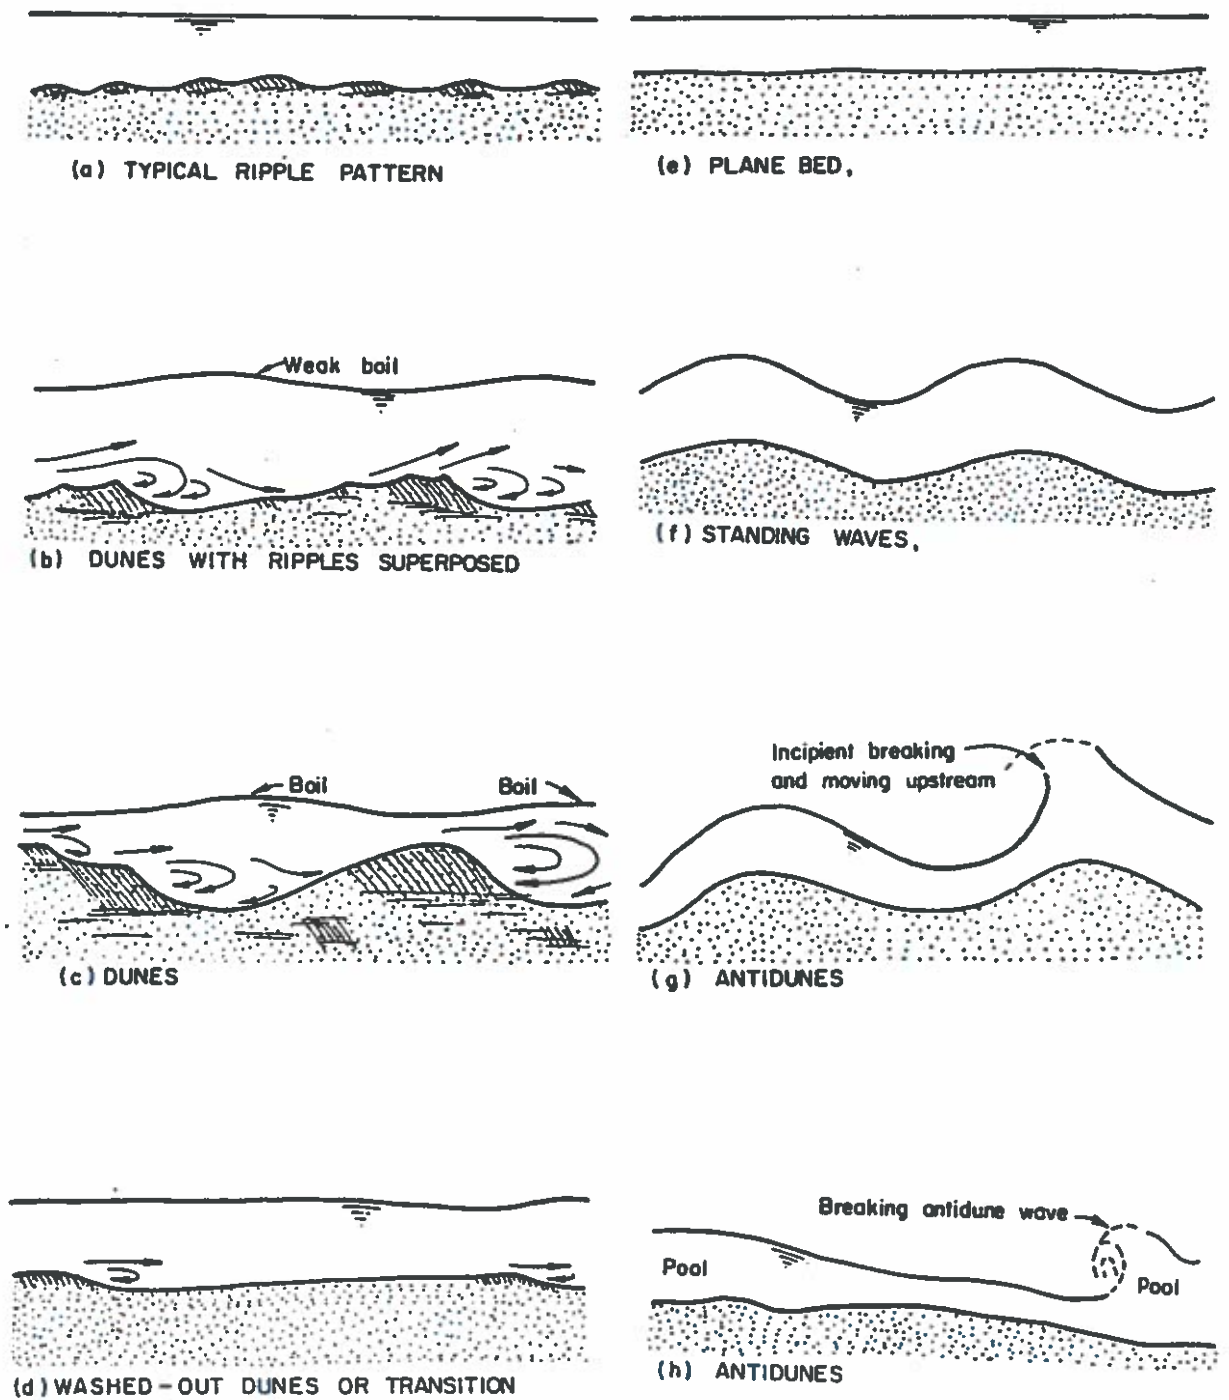 (a) TYPICAL RIPPLE PATTERN
(e) PLANE BED,
Weak boil
(b) DUNES WITH RIPPLES SUPERPOSED
(f) STANDING WAVES,
Boil
Boil
(c) DUNES
Incipient breaking
and moving upstream
(g) ANTIDUNES
(d) WASHED-OUT DUNES OR TRANSITION
Breaking antidune wave
Pool
Pool
(h) ANTIDUNES